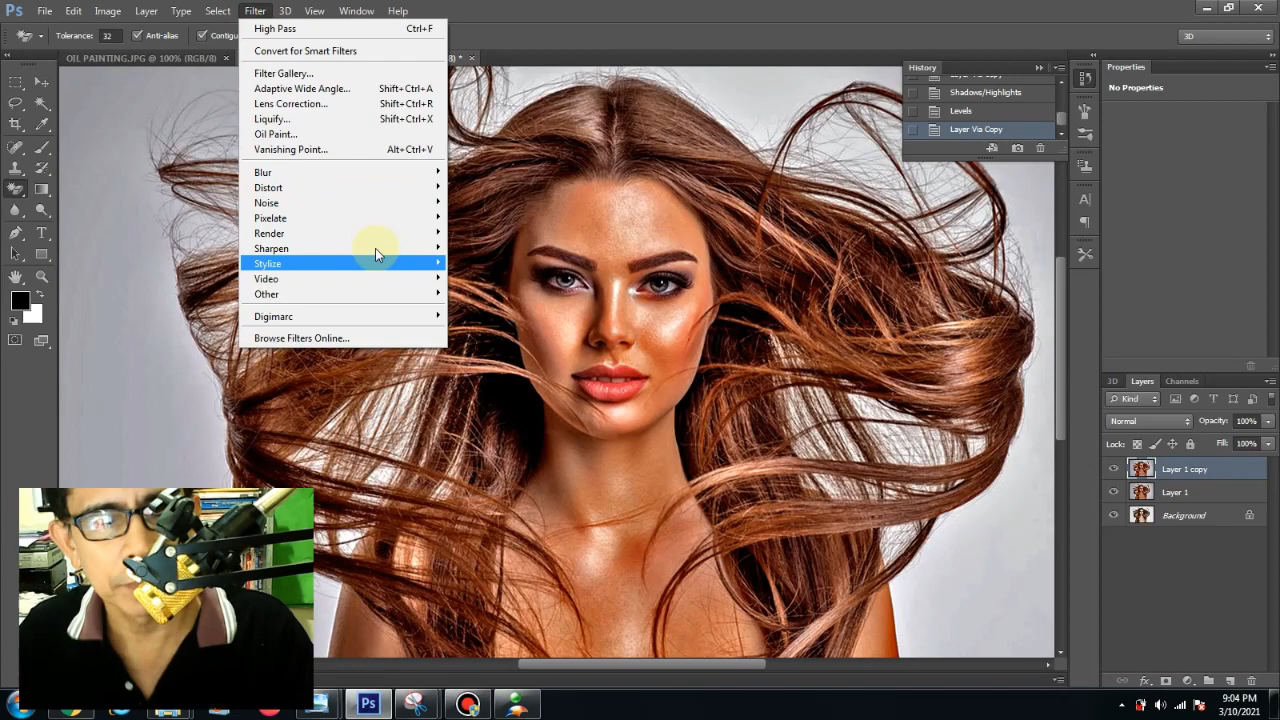 Ps File Edit Image Layer Type Select Filter 3D View Window Help
Tolerance: 32 Anti-alias Contigu 3D
OIL PAINTING.JPG @ 100% (RGB/8) × 8) * ×
High Pass Ctrl+F
Convert for Smart Filters
Filter Gallery...
Adaptive Wide Angle... Shift+Ctrl+A
Lens Correction... Shift+Ctrl+R
Liquify... Shift+Ctrl+X
Oil Paint...
Vanishing Point... Alt+Ctrl+V
Blur
Distort
Noise
Pixelate
Render
Sharpen
Stylize
Video
Other
Digimarc
Browse Filters Online...
History
Shadows/Highlights
Levels
Layer Via Copy
Properties
No Properties
3D Layers Channels
Kind
Normal Opacity: 100%
Lock: Fill: 100%
Layer 1 copy
Layer 1
Background
Ps
9:04 PM
3/10/2021